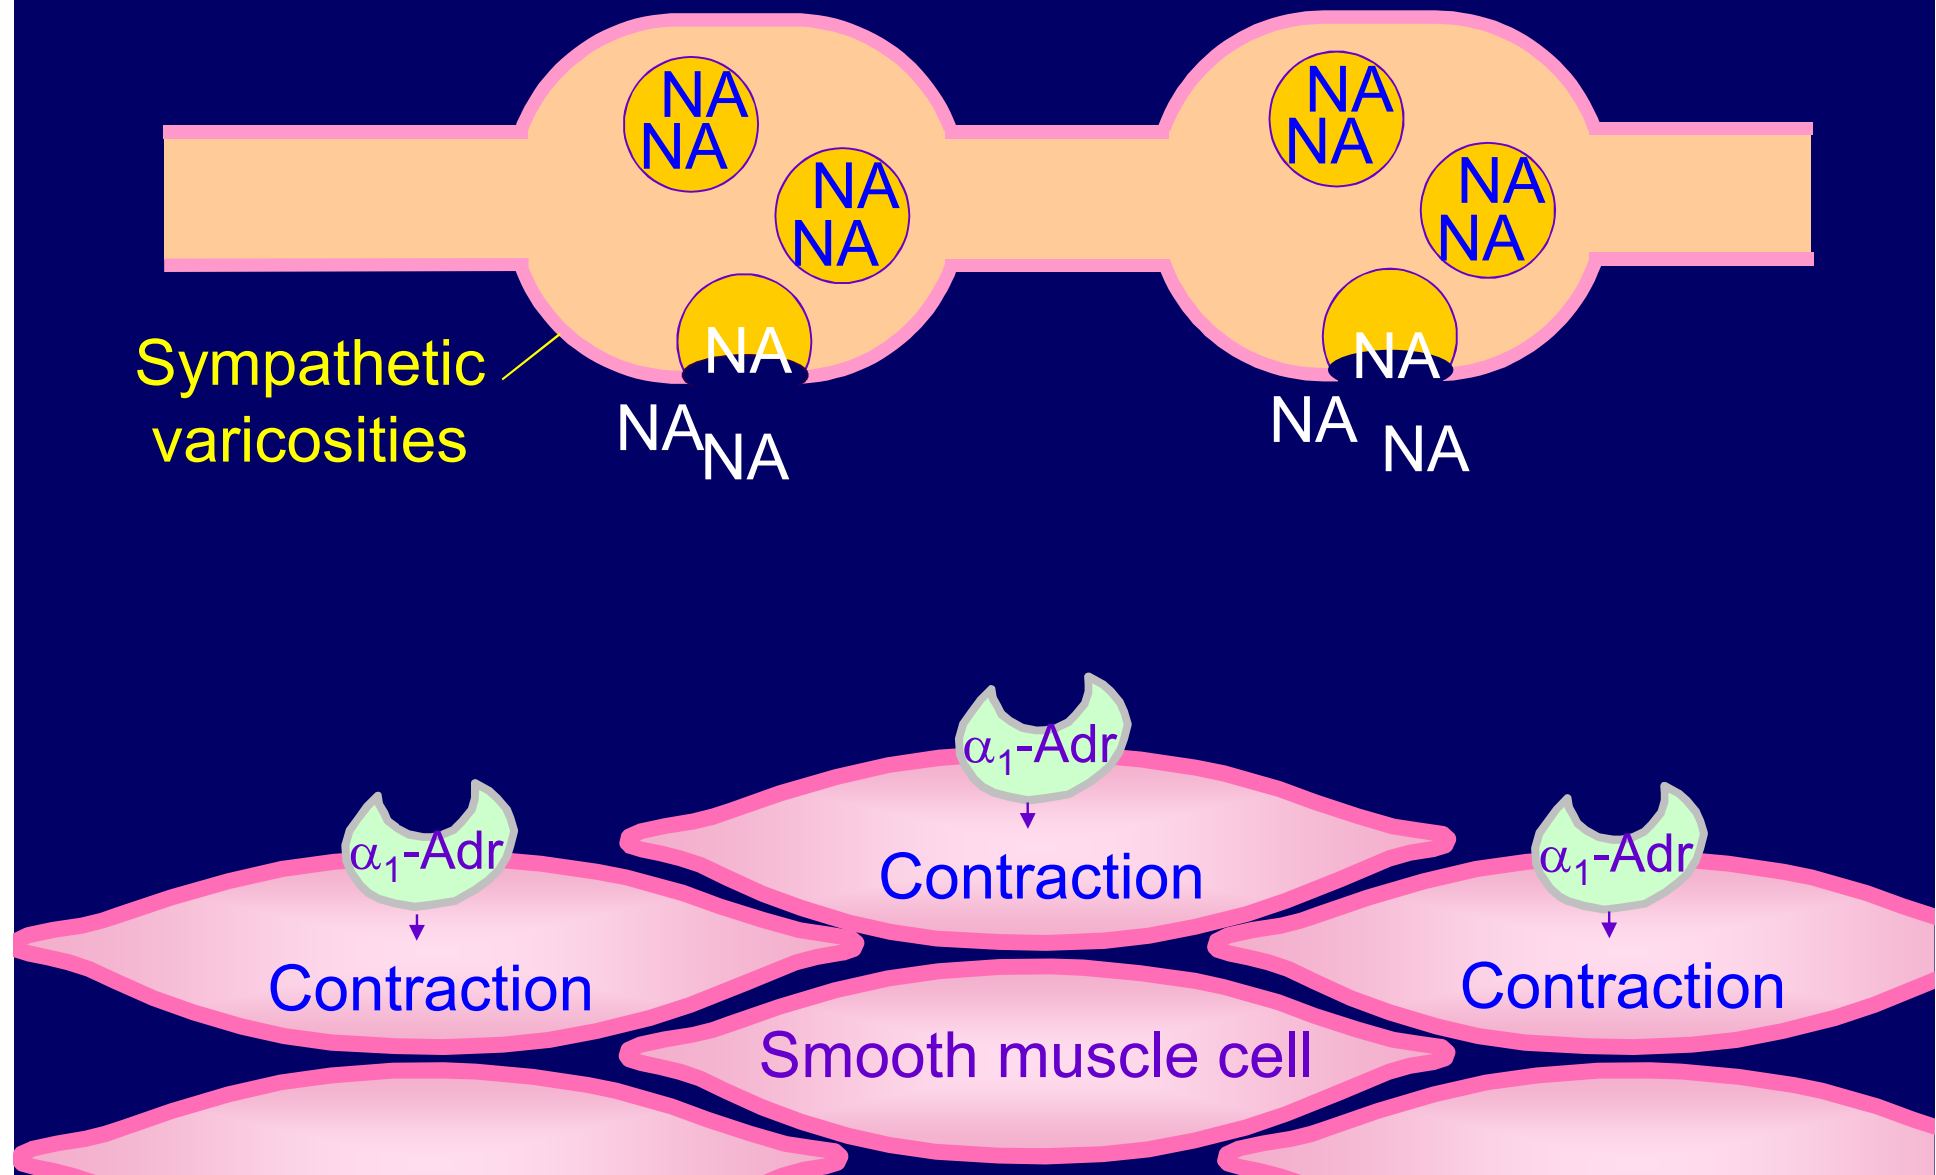 NA
NA
NA
NA
NA
NA
NA
NA
NA
NA
NA
NA
NA
NA
Sympathetic
varicosities
α₁-Adr
α₁-Adr
α₁-Adr
Contraction
Contraction
Contraction
Smooth muscle cell